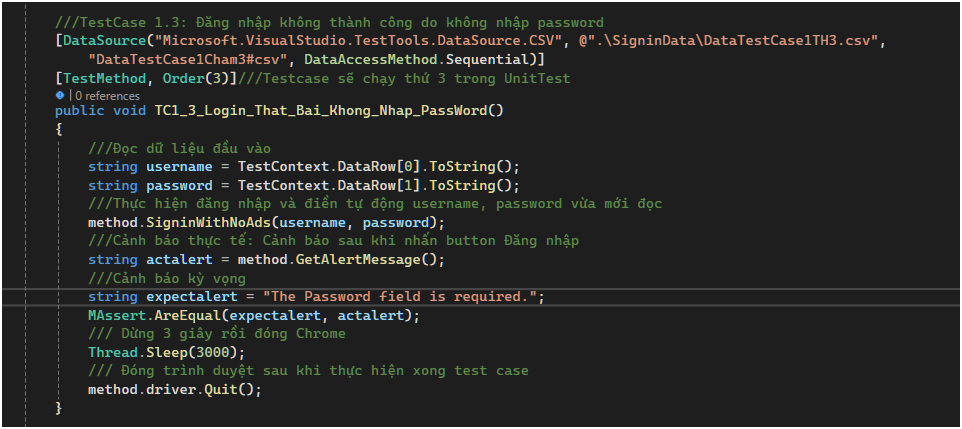 ///TestCase 1.3: Đăng nhập không thành công do không nhập password
[DataSource("Microsoft.VisualStudio.TestTools.DataSource.CSV", @".\SigninData\DataTestCase1TH3.csv",
"DataTestCase1Cham3#csv", DataAccessMethod.Sequential)]
[TestMethod, Order(3)]///Testcase sẽ chạy thứ 3 trong UnitTest
| 0 references
public void TC1_3_Login_That_Bai_Khong_Nhap_PassWord()
{
///Đọc dữ liệu đầu vào
string username = TestContext.DataRow[0].ToString();
string password = TestContext.DataRow[1].ToString();
///Thực hiện đăng nhập và điền tự động username, password vừa mới đọc
method.SigninWithNoAds(username, password);
///Cảnh báo thực tế: Cảnh báo sau khi nhấn button Đăng nhập
string actalert = method.GetAlertMessage();
///Cảnh báo kỳ vọng
string expectalert = "The Password field is required.";
MAssert.AreEqual(expectalert, actalert);
/// Dừng 3 giây rồi đóng Chrome
Thread.Sleep(3000);
/// Đóng trình duyệt sau khi thực hiện xong test case
method.driver.Quit();
}